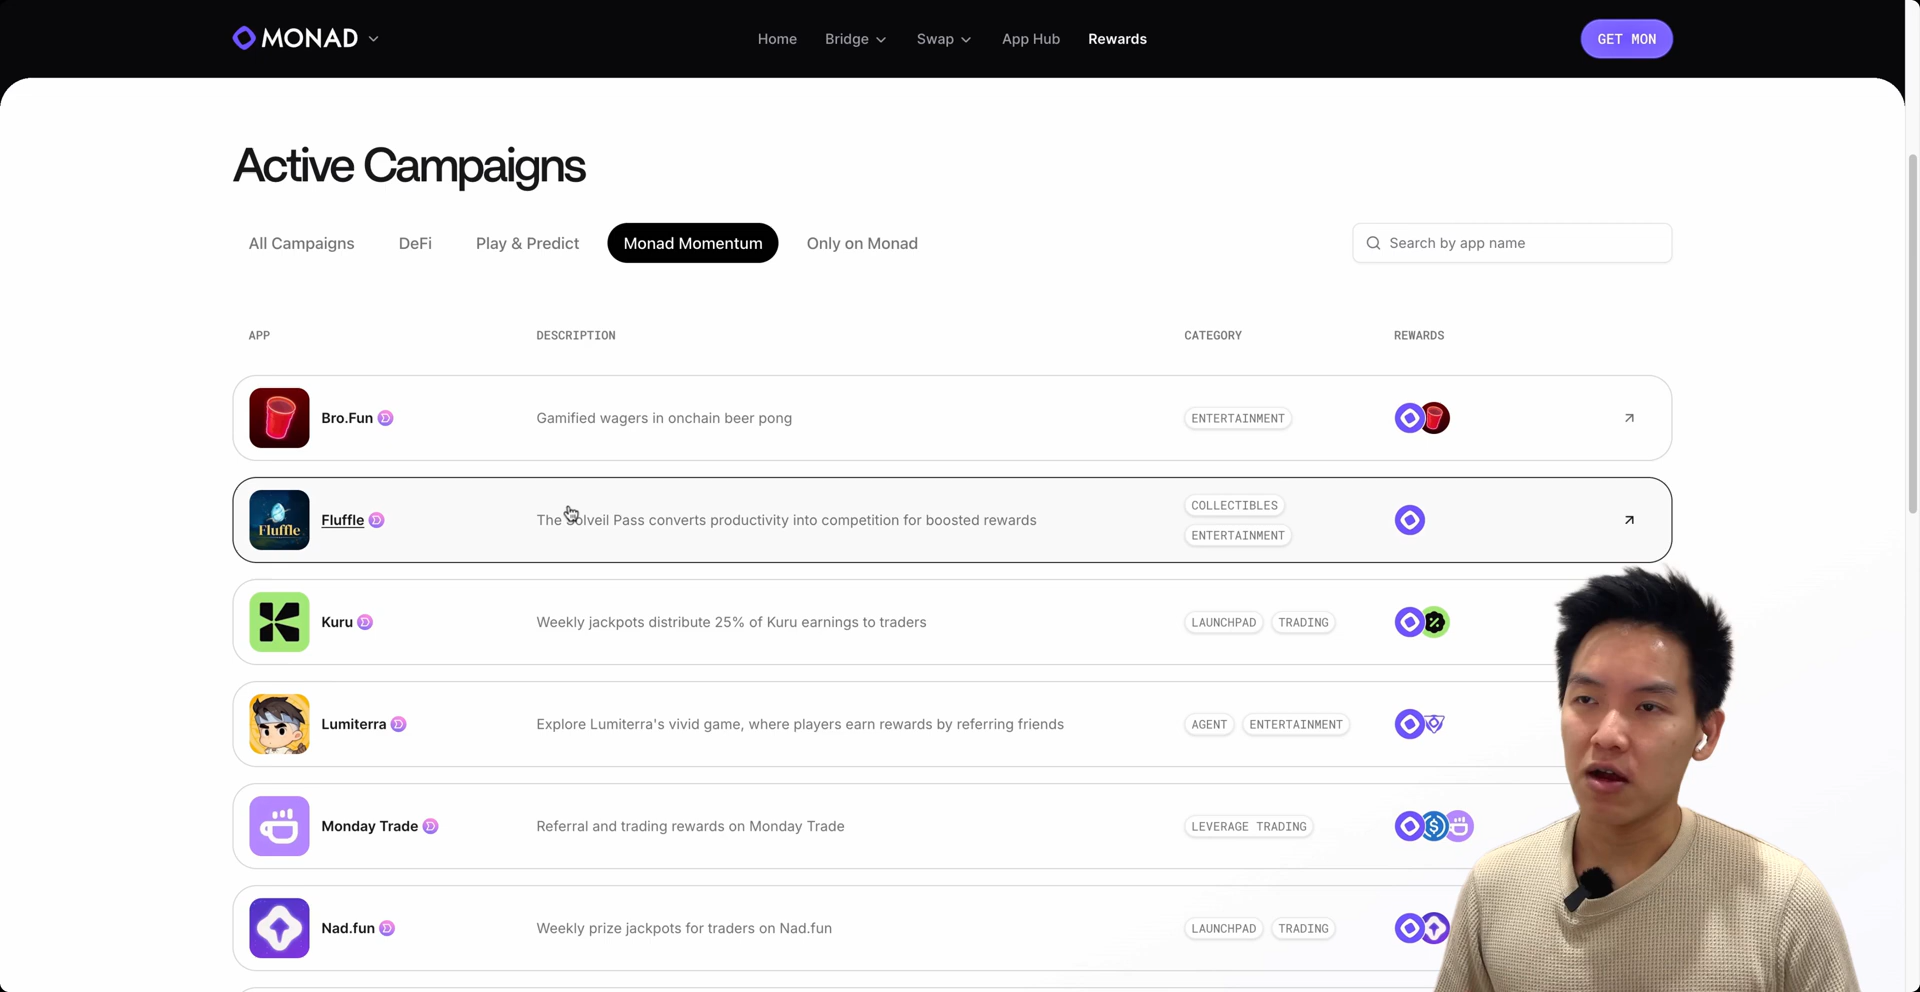 MONAD
Home Bridge Swap App Hub Rewards
GET MON
Active Campaigns
All Campaigns DeFi Play & Predict Monad Momentum Only on Monad
Search by app name
APP DESCRIPTION CATEGORY REWARDS
Bro.Fun Gamified wagers in onchain beer pong ENTERTAINMENT
Fluffle
Fluffle The Solveil Pass converts productivity into competition for boosted rewards
COLLECTIBLES
ENTERTAINMENT
Kuru Weekly jackpots distribute 25% of Kuru earnings to traders LAUNCHPAD TRADING
Lumiterra Explore Lumiterra's vivid game, where players earn rewards by referring friends AGENT ENTERTAINMENT
Monday Trade Referral and trading rewards on Monday Trade LEVERAGE TRADING
Nad.fun Weekly prize jackpots for traders on Nad.fun LAUNCHPAD TRADING